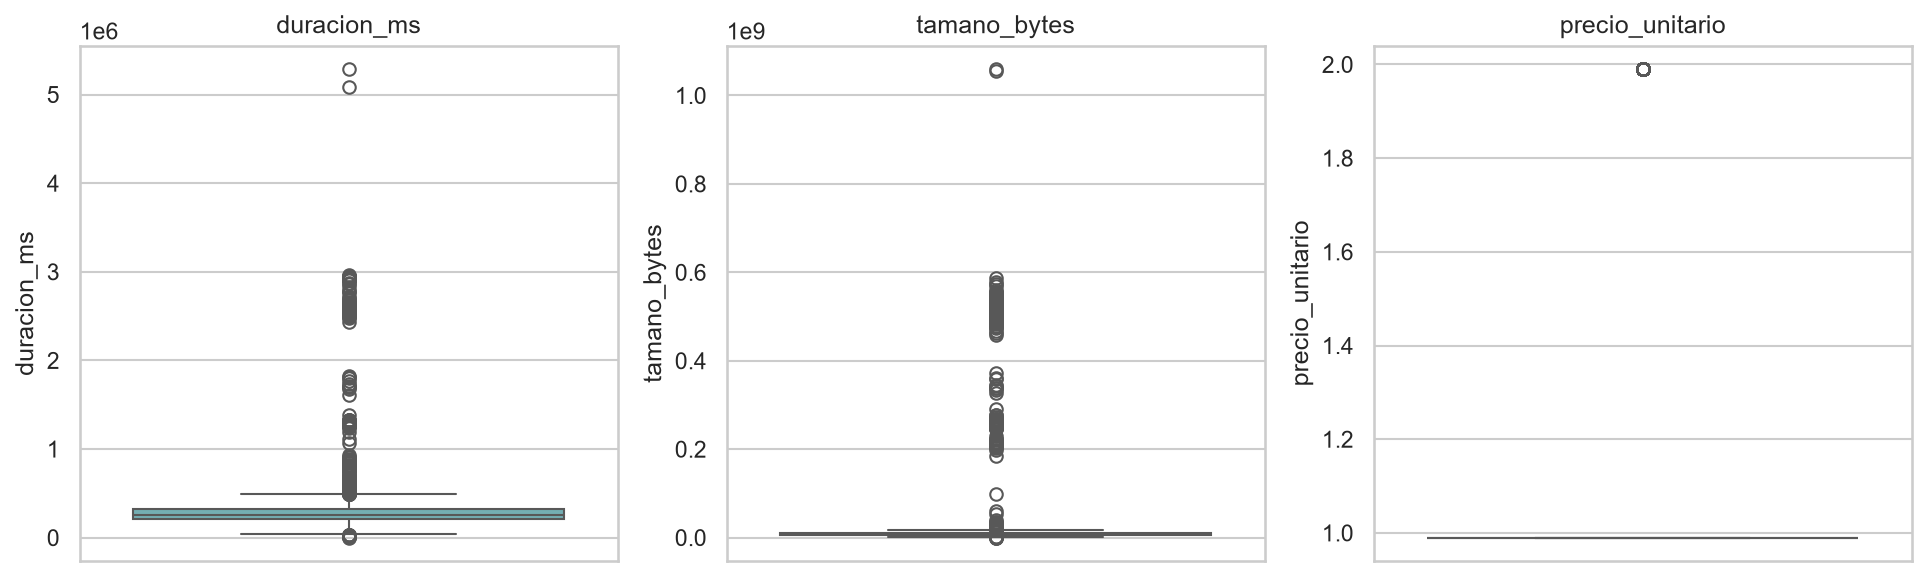 duracion_ms
1e6
5
4
3
2
1
0
duracion_ms
tamano_bytes
1e9
1.0
0.8
0.6
0.4
0.2
0.0
tamano_bytes
precio_unitario
2.0
1.8
1.6
1.4
1.2
1.0
precio_unitario